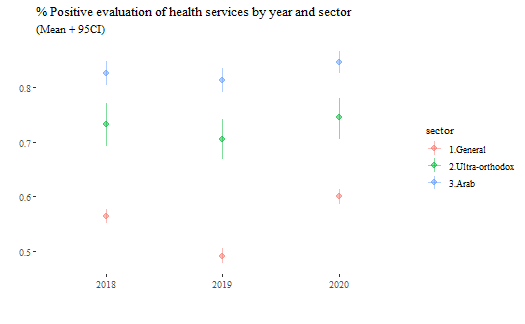 % Positive evaluation of health services by year and sector
(Mean + 95CI)
0.8
0.7
0.6
0.5
2018 2019 2020
sector
1.General
2.Ultra-orthodox
3.Arab